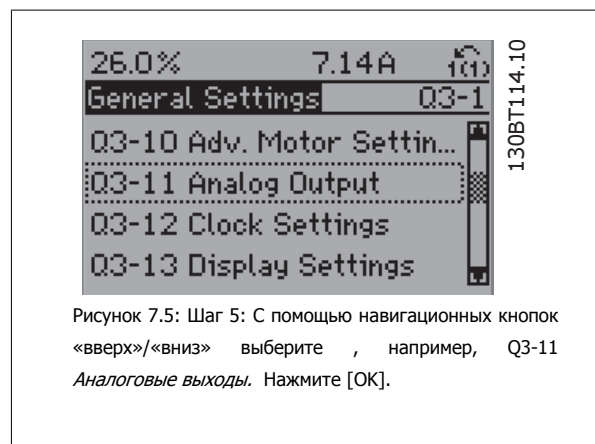 26.0% 7.14A 1(1)
General Settings Q3-1
Q3-10 Adv. Motor Settin...
Q3-11 Analog Output
Q3-12 Clock Settings
Q3-13 Display Settings
130BT114.10
Рисунок 7.5: Шаг 5: С помощью навигационных кнопок
«вверх»/«вниз» выберите , например, Q3-11
Аналоговые выходы. Нажмите [OK].